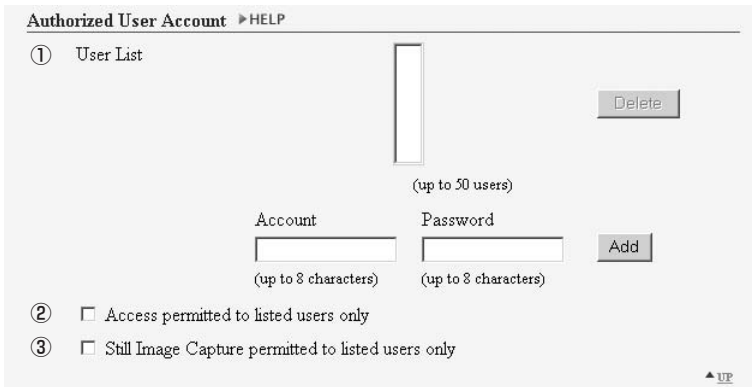 Authorized User Account ▶HELP
① User List
Delete
(up to 50 users)
Account Password
Add
(up to 8 characters) (up to 8 characters)
② Access permitted to listed users only
③ Still Image Capture permitted to listed users only
▲UP